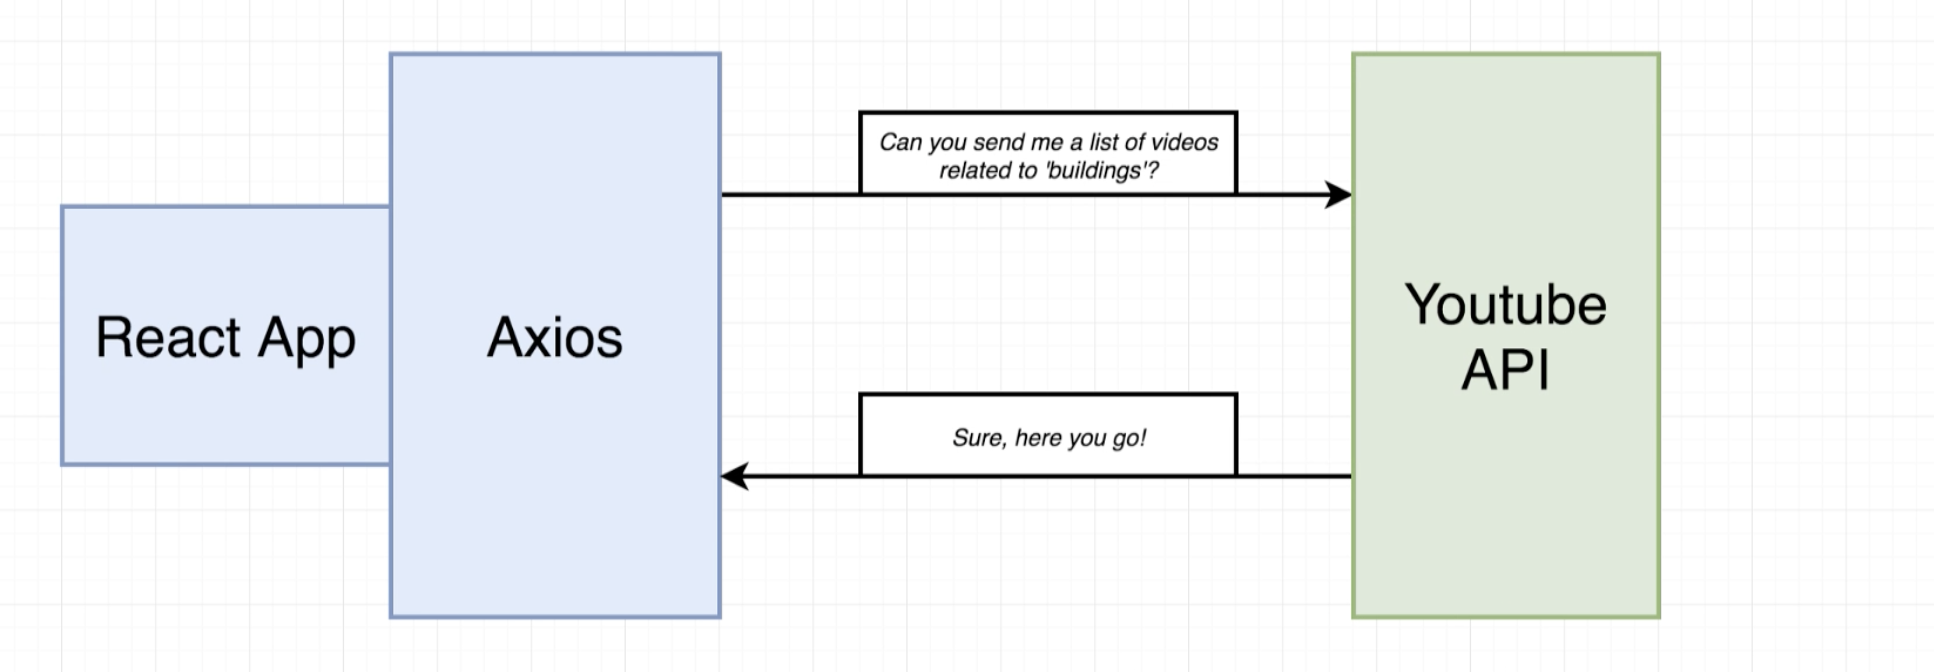 React App
Axios
Can you send me a list of videos
related to 'buildings'?
Sure, here you go!
Youtube
API